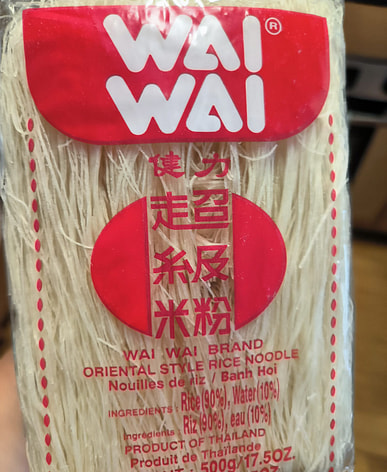 WAI®
WAI
健力
超
級
米粉
WAI WAI BRAND
ORIENTAL STYLE RICE NOODLE
Nouilles de riz / Banh Hoi
INGREDIENTS : Rice (90%), Water (10%)
Ingrédients : Riz (90%), eau (10%)
PRODUCT OF THAILAND
Produit de Thailande
500g/17.5OZ.